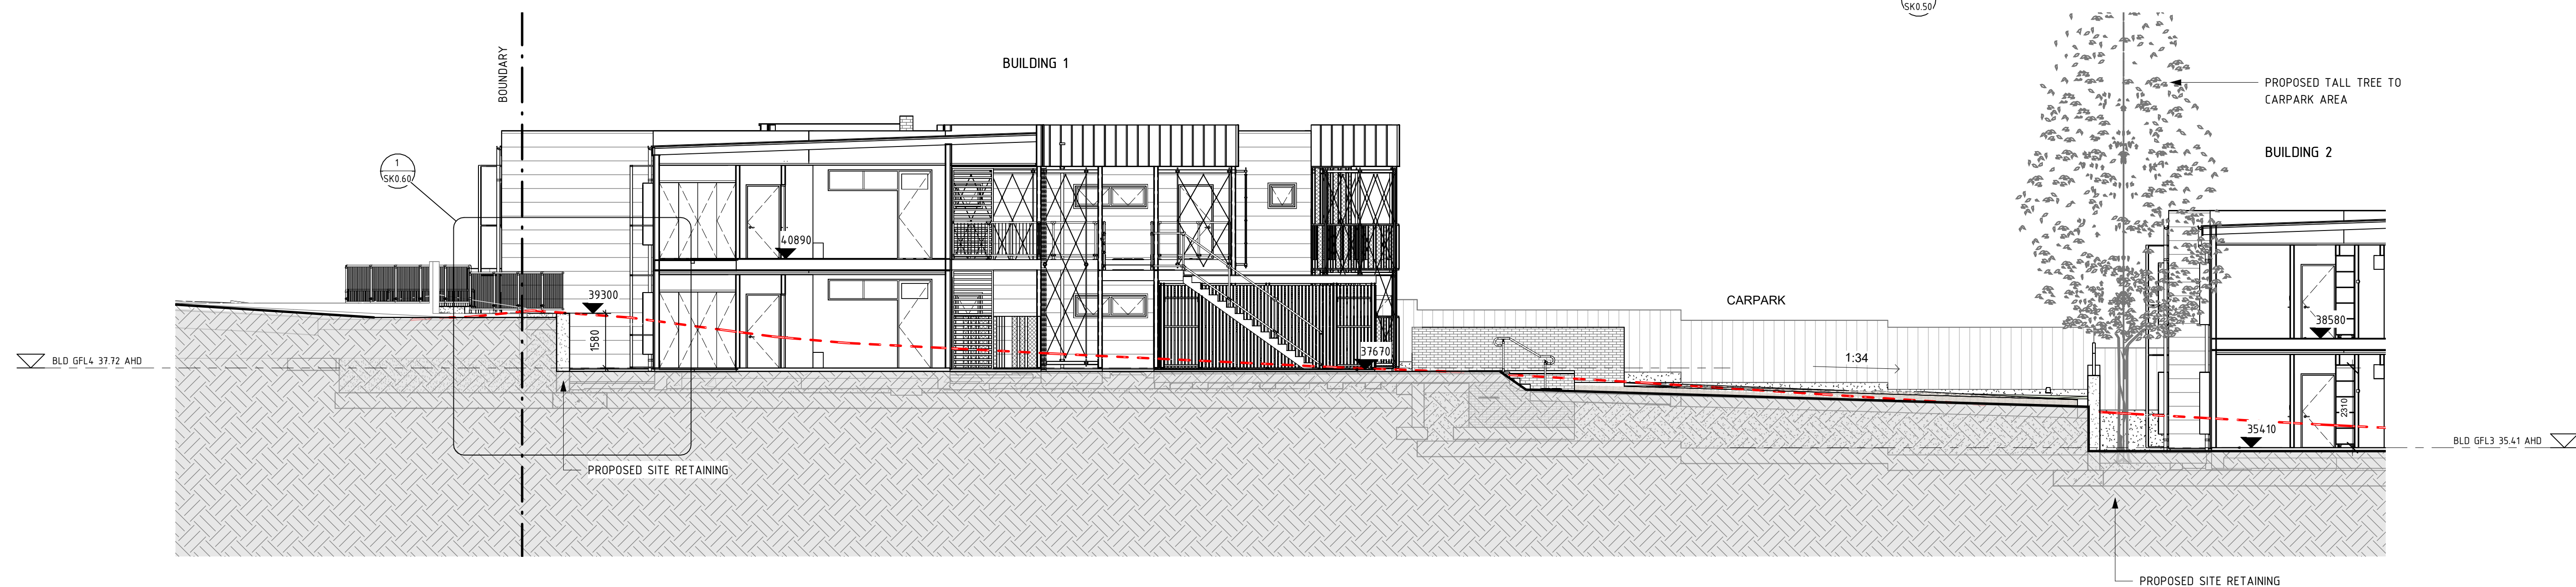 SK0.50
BOUNDARY
BUILDING 1
PROPOSED TALL TREE TO
CARPARK AREA
BUILDING 2
1
SK0.60
40890
39300
1580
CARPARK
38580
37670
1:34
BLD GFL4 37.72 AHD
2310
35410
BLD GFL3 35.41 AHD
PROPOSED SITE RETAINING
PROPOSED SITE RETAINING